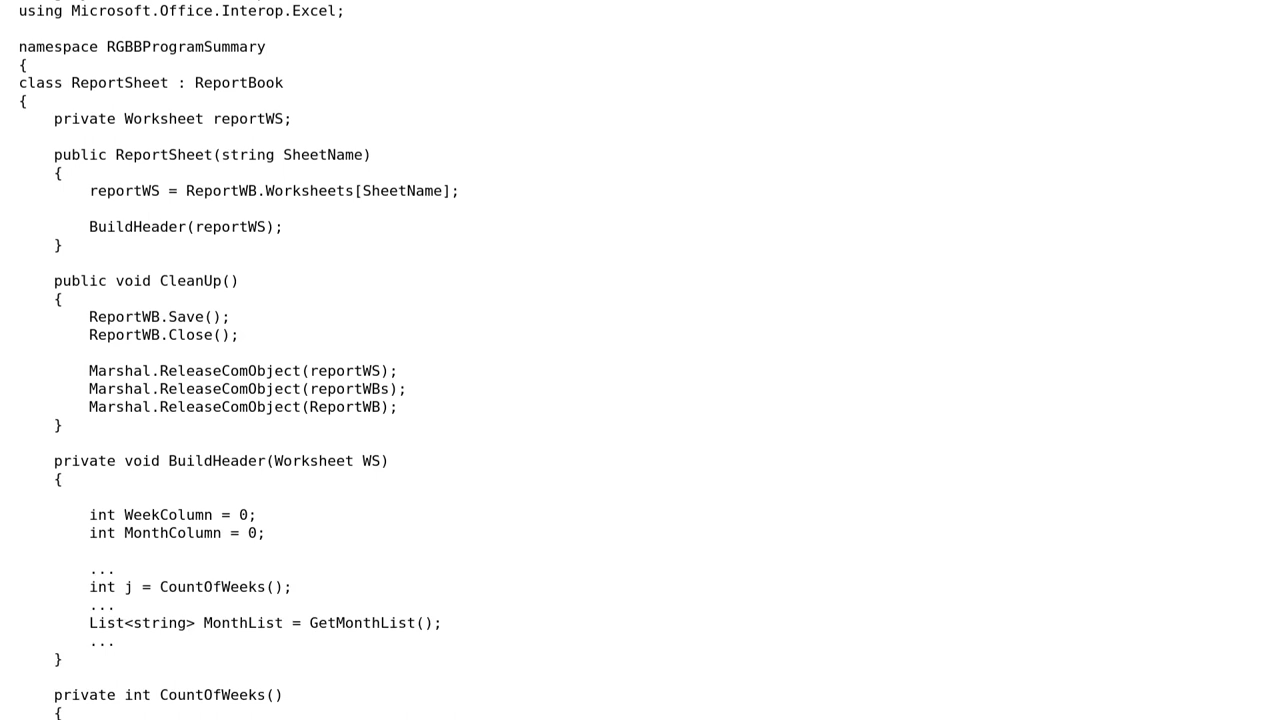 using Microsoft.Office.Interop.Excel;
namespace RGBBProgramSummary
{
class ReportSheet : ReportBook
{
private Worksheet reportWS;
public ReportSheet(string SheetName)
{
reportWS = ReportWB.Worksheets[SheetName];
BuildHeader(reportWS);
}
public void CleanUp()
{
ReportWB.Save();
ReportWB.Close();
Marshal.ReleaseComObject(reportWS);
Marshal.ReleaseComObject(reportWBs);
Marshal.ReleaseComObject(ReportWB);
}
private void BuildHeader(Worksheet WS)
{
int WeekColumn = 0;
int MonthColumn = 0;
...
int j = CountOfWeeks();
...
List<string> MonthList = GetMonthList();
...
}
private int CountOfWeeks()
{